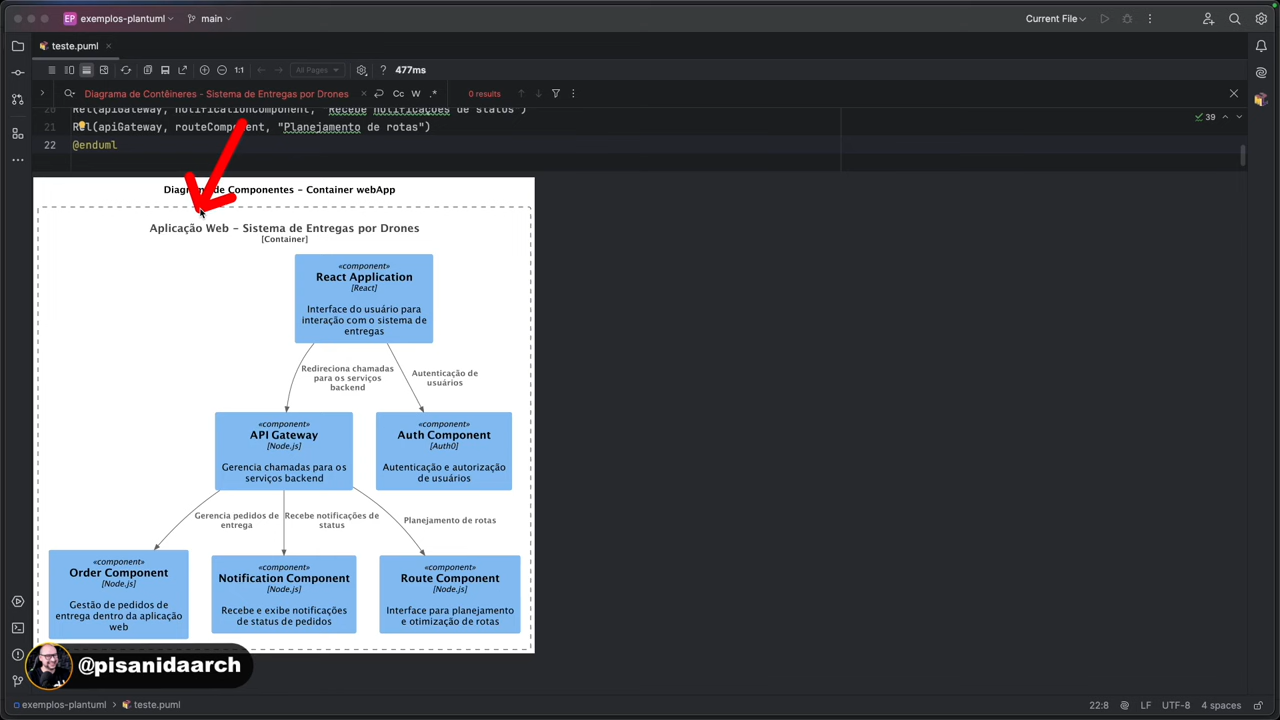 EP exemplos-plantuml main Current File
teste.puml
1:1 All Pages ? 477ms
Diagrama de Contêineres - Sistema de Entregas por Drones Cc W .* 0 results
20 Rel(apiGateway, notificationComponent, "Recebe notificações de status")
39
21 Rel(apiGateway, routeComponent, "Planejamento de rotas")
22 @enduml
de Componentes - Container webApp
Aplicação Web - Sistema de Entregas por Drones
[Container]
«component»
React Application
[React]
Interface do usuário para
interação com o sistema de
entregas
Redireciona chamadas
para os serviços
backend
Autenticação de
usuários
«component»
API Gateway
[Node.js]
Gerencia chamadas para os
serviços backend
«component»
Auth Component
[Auth0]
Autenticação e autorização
de usuários
Gerencia pedidos de
entrega
Recebe notificações de
status
Planejamento de rotas
«component»
Order Component
[Node.js]
Gestão de pedidos de
entrega dentro da aplicação
web
«component»
Notification Component
[Node.js]
Recebe e exibe notificações
de status de pedidos
«component»
Route Component
[Node.js]
Interface para planejamento
e otimização de rotas
@pisanidaarch
exemplos-plantuml > teste.puml 22:8 LF UTF-8 4 spaces